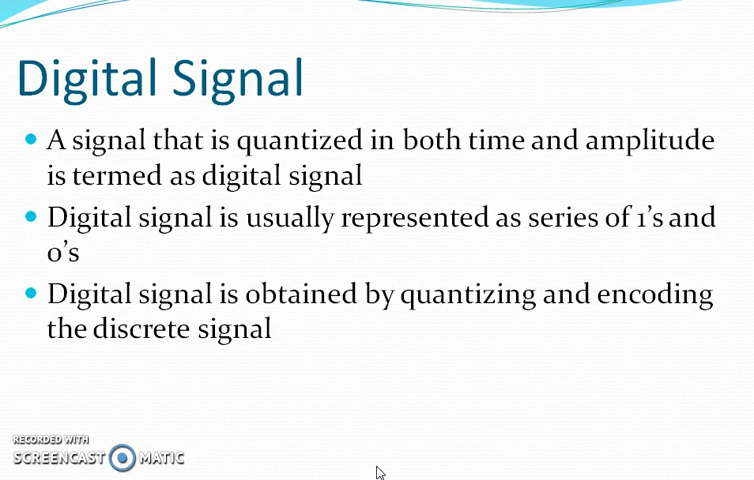 Digital Signal
A signal that is quantized in both time and amplitude
is termed as digital signal
Digital signal is usually represented as series of 1's and
0's
Digital signal is obtained by quantizing and encoding
the discrete signal
RECORDED WITH
SCREENCAST MATIC